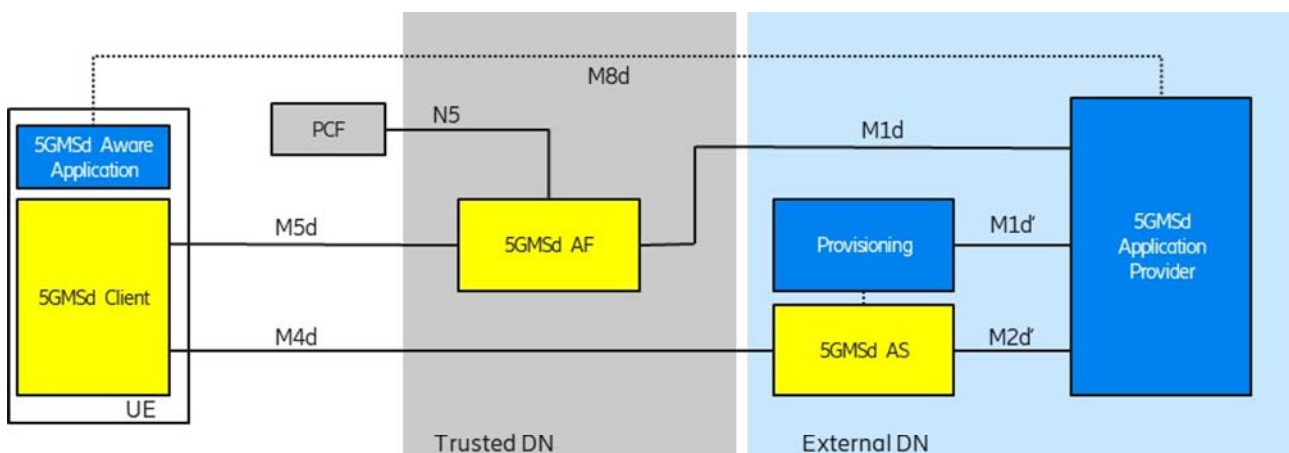 M8d
5GMSd Aware
Application
PCF
N5
M1d
M5d
5GMSd AF
Provisioning
M1d'
5GMSd
Application
Provider
5GMSd Client
M4d
5GMSd AS
M2d'
UE
Trusted DN
External DN